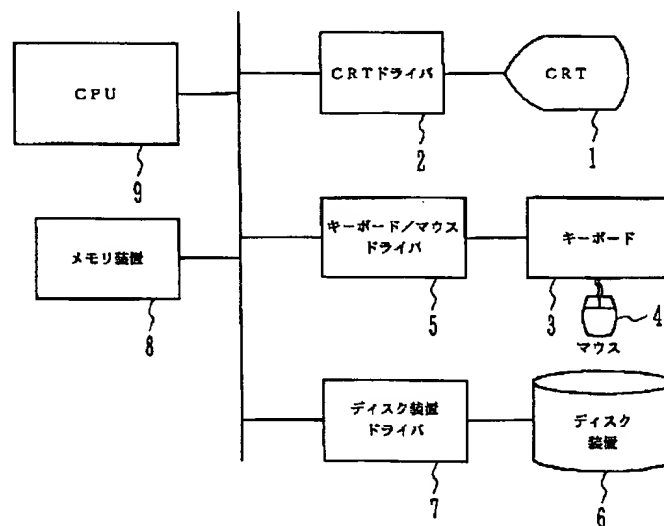 CPU
9
CRTドライバ
2
CRT
1
メモリ装置
8
キーボード/マウス
ドライバ
5
キーボード
3
4
マウス
ディスク装置
ドライバ
7
ディスク
装置
6